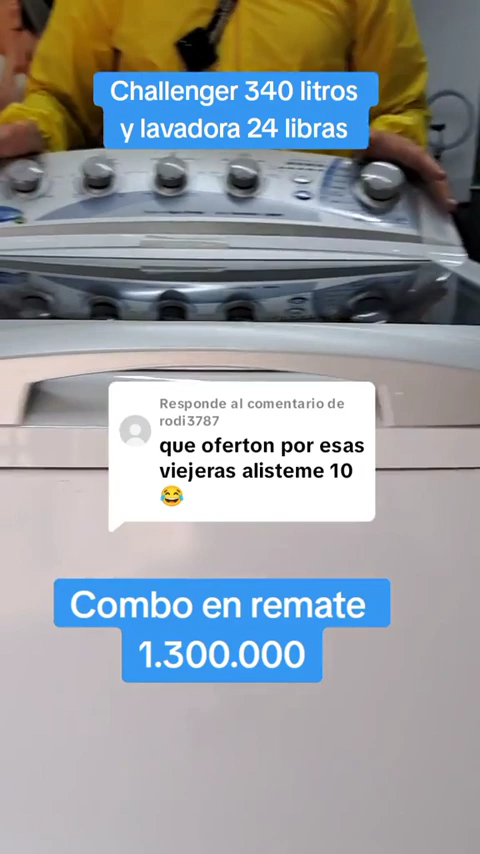 Challenger 340 litros
y lavadora 24 libras
Responde al comentario de
rodi3787
que oferton por esas
viejeras alisteme 10
😂
Combo en remate
1.300.000